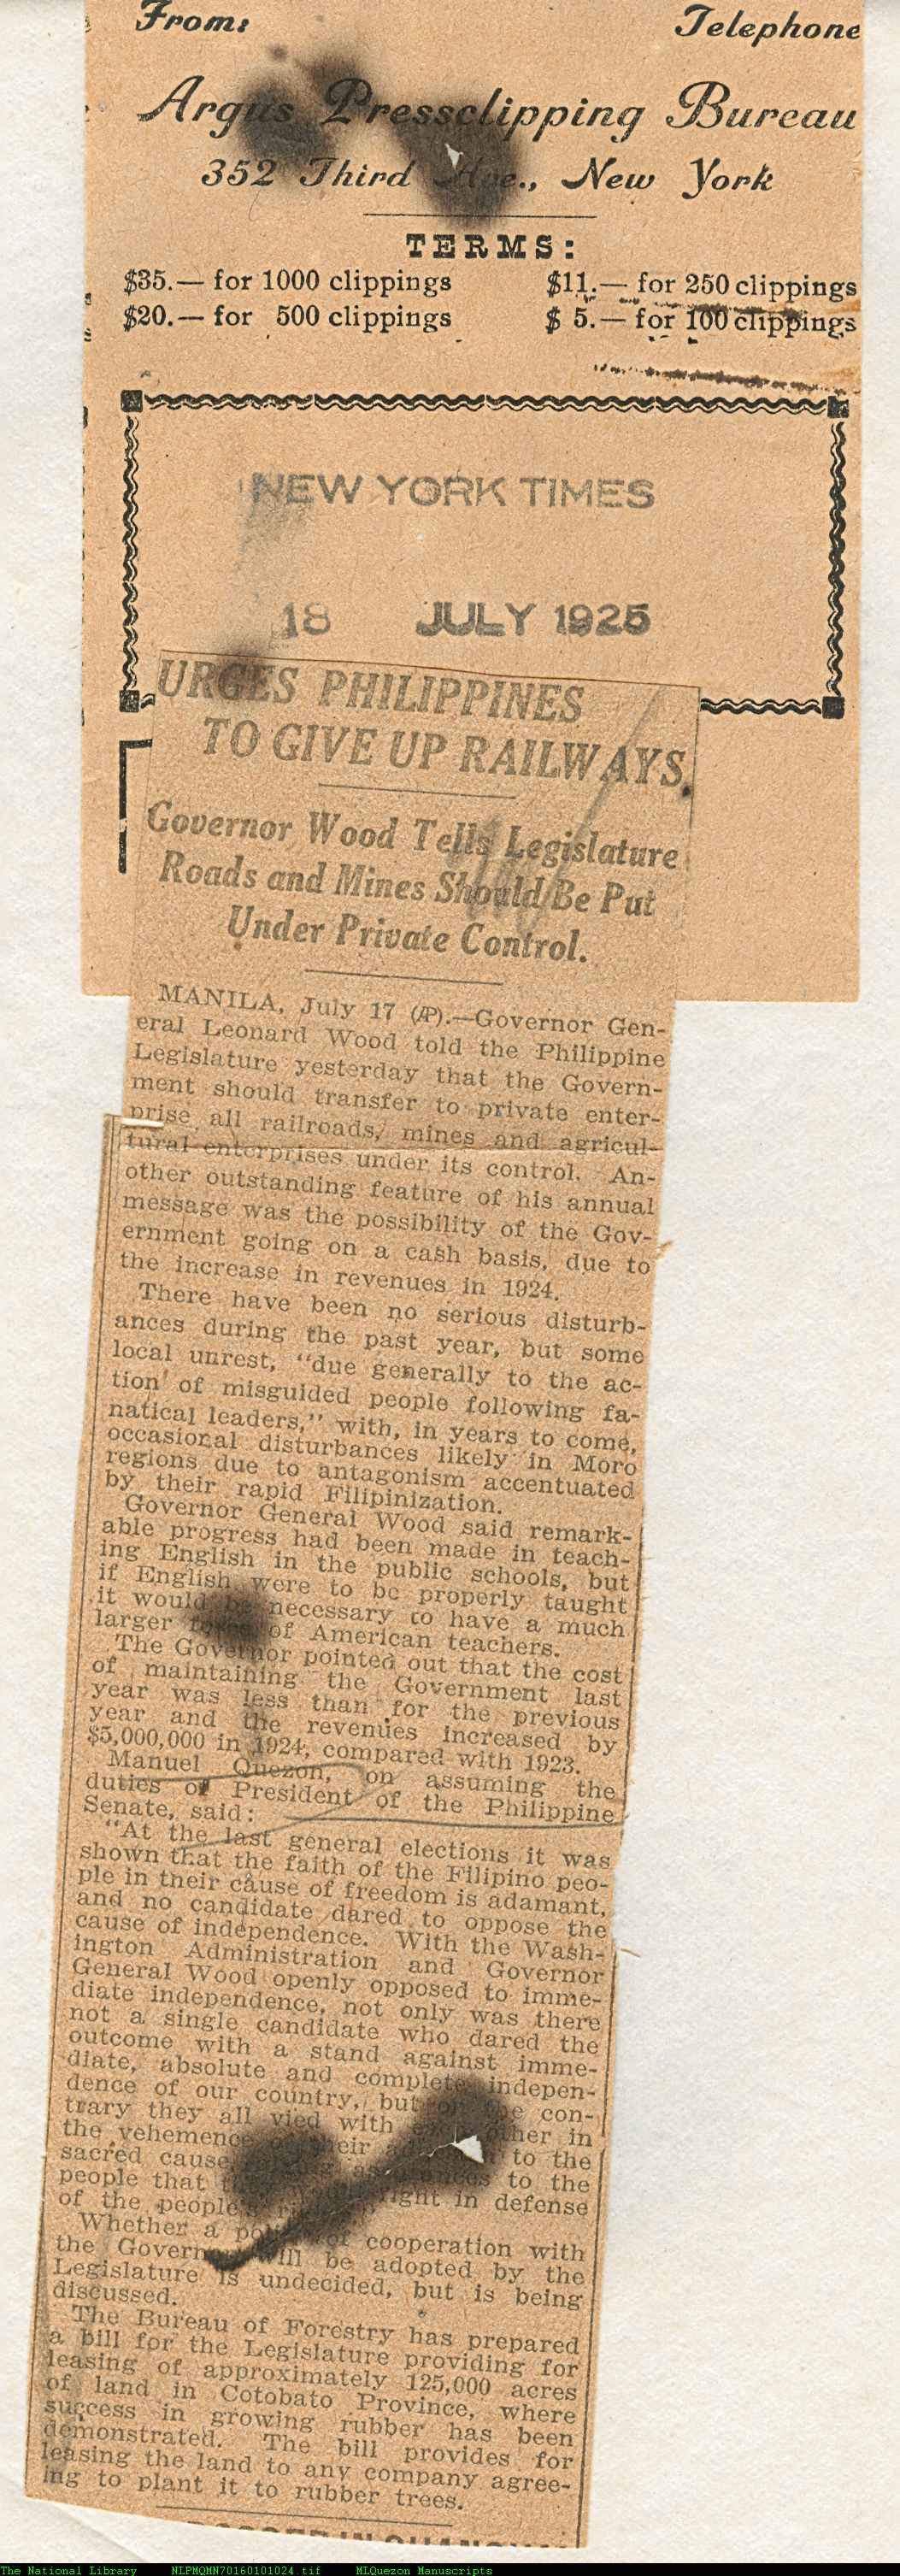 From: Telephone
Argus Pressclipping Bureau
352 Third Ave., New York
TERMS:
$35.— for 1000 clippings $11.— for 250 clippings
$20.— for 500 clippings $ 5.— for 100 clippings
NEW YORK TIMES
18 JULY 1925
URGES PHILIPPINES
TO GIVE UP RAILWAYS
Governor Wood Tells Legislature
Roads and Mines Should Be Put
Under Private Control.
MANILA, July 17 (AP).—Governor Gen-
eral Leonard Wood told the Philippine
Legislature yesterday that the Govern-
ment should transfer to private enter-
prise all railroads, mines and agricul-
tural enterprises under its control. An-
other outstanding feature of his annual
message was the possibility of the Gov-
ernment going on a cash basis, due to
the increase in revenues in 1924.
There have been no serious disturb-
ances during the past year, but some
local unrest, "due generally to the ac-
tion of misguided people following fa-
natical leaders," with, in years to come,
occasional disturbances likely in Moro
regions due to antagonism accentuated
by their rapid Filipinization.
Governor General Wood said remark-
able progress had been made in teach-
ing English in the public schools, but
if English were to be properly taught
it would be necessary to have a much
larger force of American teachers.
The Governor pointed out that the cost
of maintaining the Government last
year was less than for the previous
year and the revenues increased by
$5,000,000 in 1924, compared with 1923.
Manuel Quezon, on assuming the
duties of President of the Philippine
Senate, said:
"At the last general elections it was
shown that the faith of the Filipino peo-
ple in their cause of freedom is adamant,
and no candidate dared to oppose the
cause of independence. With the Wash-
ington Administration and Governor
General Wood openly opposed to imme-
diate independence, not only was there
not a single candidate who dared the
outcome with a stand against imme-
diate, absolute and complete indepen-
dence of our country, but on the con-
trary they all vied with each other in
the vehemence of their to the
sacred cause, to the
people that fight in defense
of the people's
Whether a policy of cooperation with
the Governor will be adopted by the
Legislature is undecided, but is being
discussed.
The Bureau of Forestry has prepared
a bill for the Legislature providing for
leasing of approximately 125,000 acres
of land in Cotobato Province, where
success in growing rubber has been
demonstrated. The bill provides for
leasing the land to any company agree-
ing to plant it to rubber trees.
The National Library NLPMQMN70160101024.tif MLQuezon Manuscripts